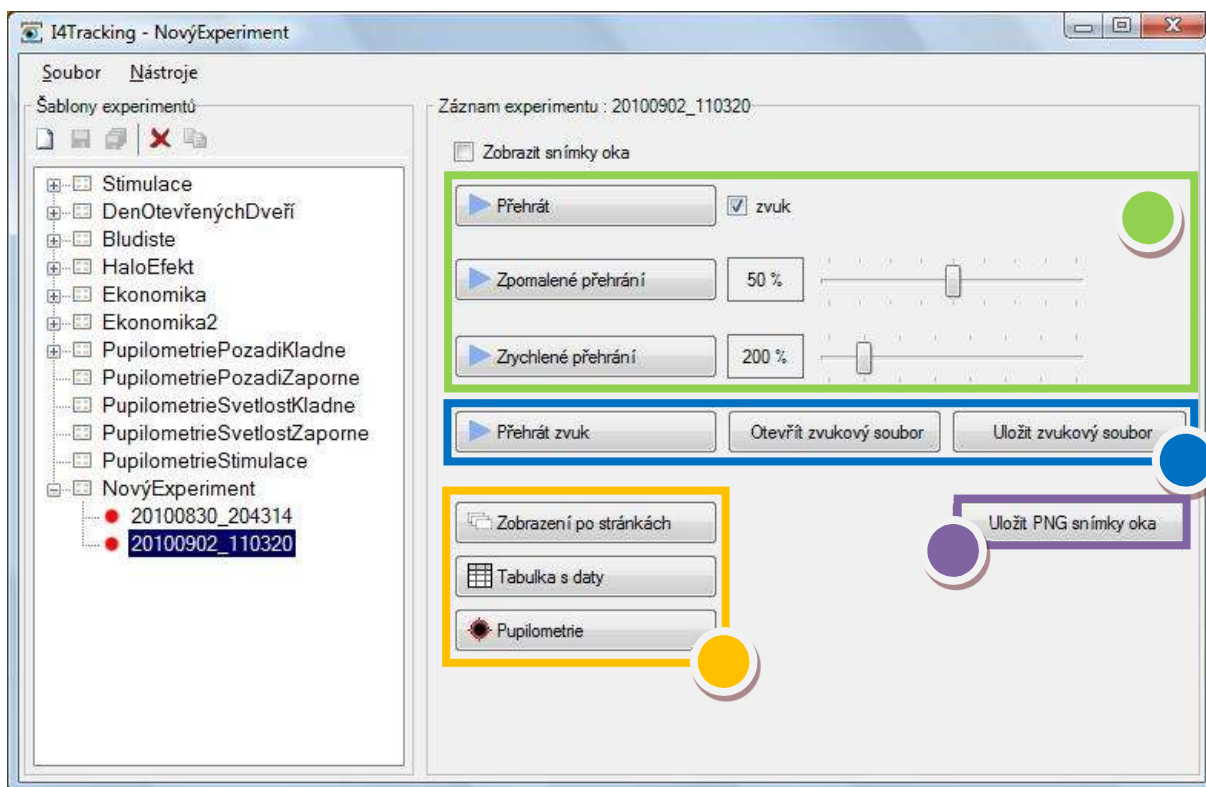 I4Tracking - NovýExperiment
Soubor Nástroje
Šablony experimentů
Stimulace
DenOtevřenýchDveří
Bludiste
HaloEfekt
Ekonomika
Ekonomika2
PupilometriePozadiKladne
PupilometriePozadiZaporne
PupilometrieSvetlostKladne
PupilometrieSvetlostZaporne
PupilometrieStimulace
NovýExperiment
20100830_204314
20100902_110320
Záznam experimentu : 20100902_110320
Zobrazit snímky oka
Přehrát zvuk
Zpomalené přehrání 50 %
Zrychlené přehrání 200 %
Přehrát zvuk Otevřít zvukový soubor Uložit zvukový soubor
Zobrazení po stránkách Uložit PNG snímky oka
Tabulka s daty
Pupilometrie